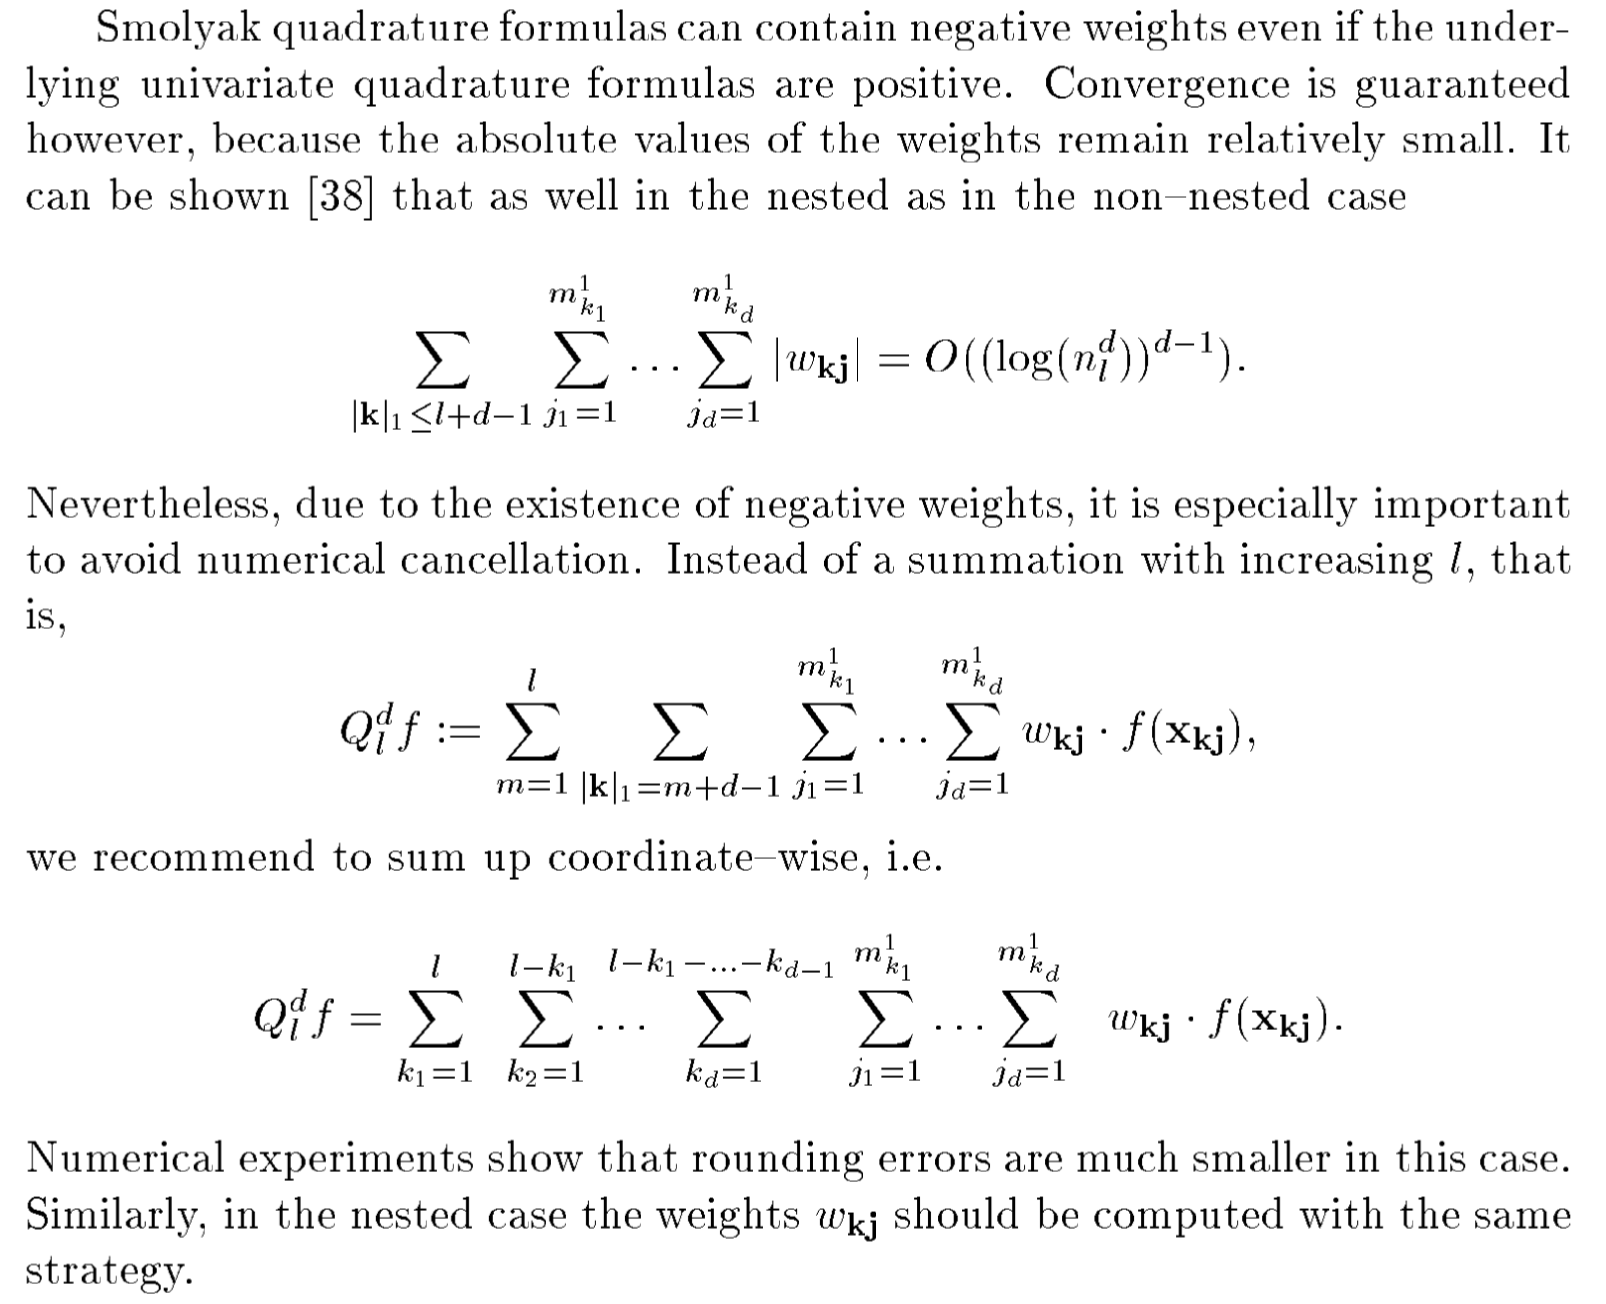 Smolyak quadrature formulas can contain negative weights even if the under-
lying univariate quadrature formulas are positive. Convergence is guaranteed
however, because the absolute values of the weights remain relatively small. It
can be shown [38] that as well in the nested as in the non–nested case
$$\sum_{|\mathbf{k}|_1 \leq l+d-1} \sum_{j_1=1}^{m^1_{k_1}} \cdots \sum_{j_d=1}^{m^1_{k_d}} |w_{\mathbf{kj}}| = O((\log(n^d_l))^{d-1}).$$
Nevertheless, due to the existence of negative weights, it is especially important
to avoid numerical cancellation. Instead of a summation with increasing $l$, that
is,
$$Q^d_l f := \sum_{m=1}^{l} \sum_{|\mathbf{k}|_1=m+d-1} \sum_{j_1=1}^{m^1_{k_1}} \cdots \sum_{j_d=1}^{m^1_{k_d}} w_{\mathbf{kj}} \cdot f(\mathbf{x_{kj}}),$$
we recommend to sum up coordinate–wise, i.e.
$$Q^d_l f = \sum_{k_1=1}^{l} \sum_{k_2=1}^{l-k_1} \cdots \sum_{k_d=1}^{l-k_1-\ldots-k_{d-1}} \sum_{j_1=1}^{m^1_{k_1}} \cdots \sum_{j_d=1}^{m^1_{k_d}} w_{\mathbf{kj}} \cdot f(\mathbf{x_{kj}}).$$
Numerical experiments show that rounding errors are much smaller in this case.
Similarly, in the nested case the weights $w_{\mathbf{kj}}$ should be computed with the same
strategy.